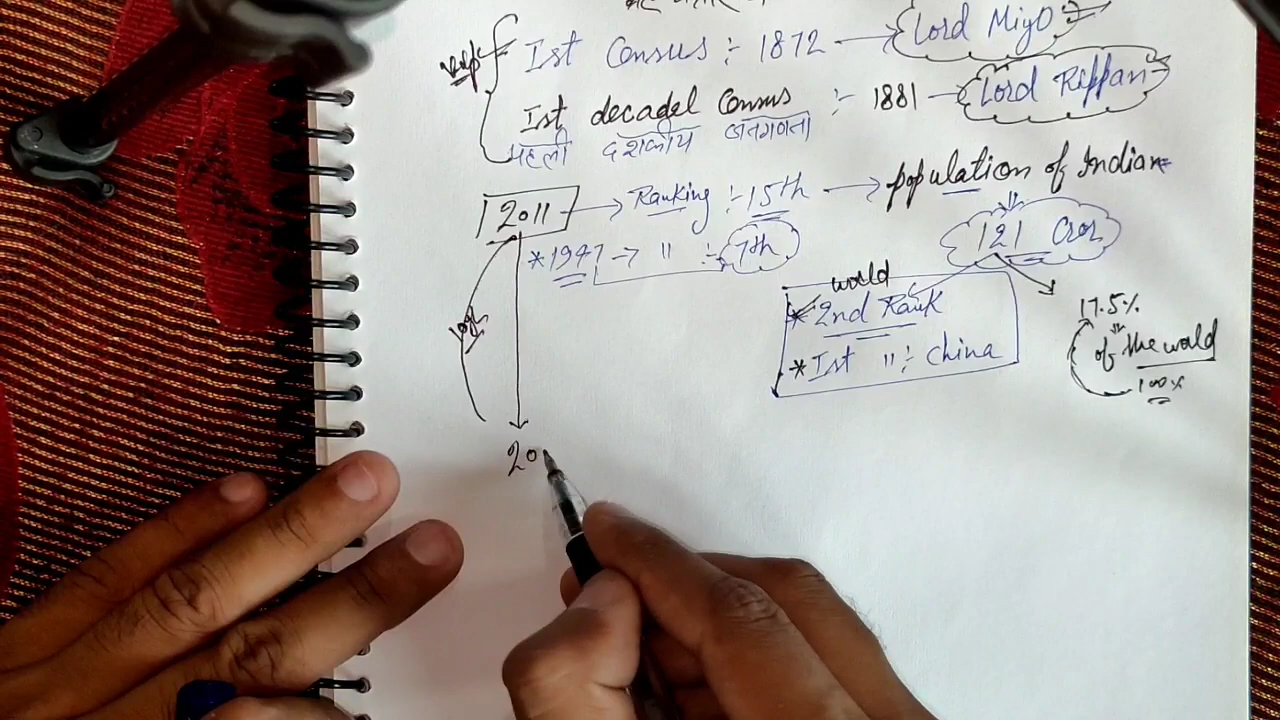 Ist Census :- 1872 → Lord Miyo
Ist decadel Census :- 1881 → Lord Riffan
पहली दशकीय जनगणना
2011 → Ranking :- 15th → population of Indian
*1947 → " :- 7th
121 Cror
world
* 2nd Rank
* Ist " :- China
17.5%
of the world
100%
20